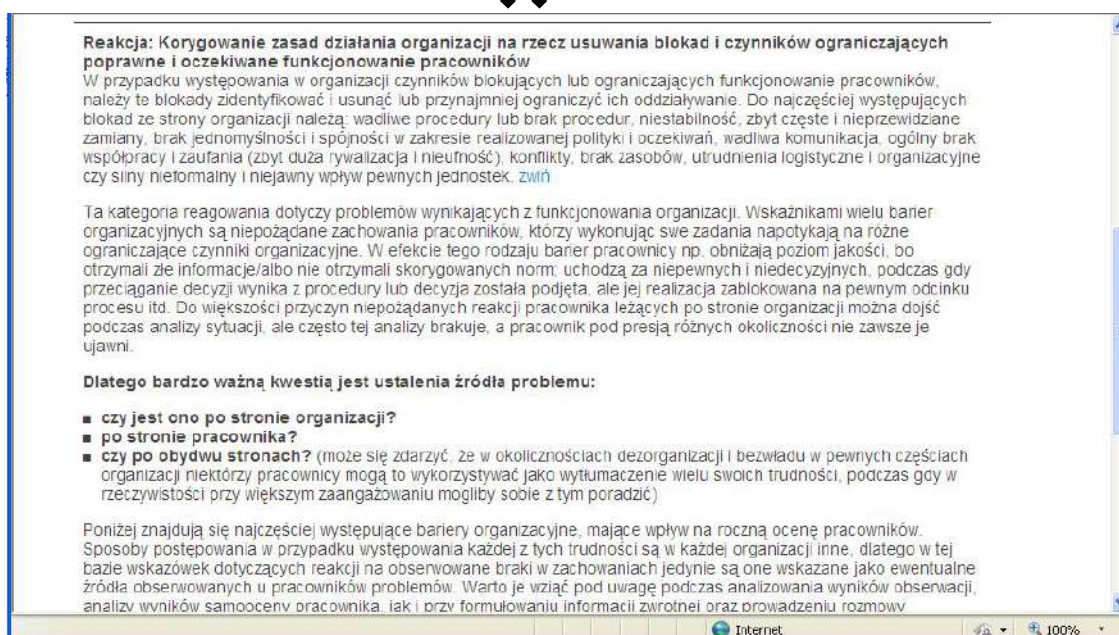 Reakcja: Korygowanie zasad działania organizacji na rzecz usuwania blokad i czynników ograniczających
poprawne i oczekiwane funkcjonowanie pracowników
W przypadku występowania w organizacji czynników blokujących lub ograniczających funkcjonowanie pracowników,
należy te blokady zidentyfikować i usunąć lub przynajmniej ograniczyć ich oddziaływanie. Do najczęściej występujących
blokad ze strony organizacji należą: wadliwe procedury lub brak procedur, niestabilność, zbyt częste i nieprzewidziane
zamiany, brak jednomyślności i spójności w zakresie realizowanej polityki i oczekiwań, wadliwa komunikacja, ogólny brak
współpracy i zaufania (zbyt duża rywalizacja i nieufność), konflikty, brak zasobów, utrudnienia logistyczne i organizacyjne
czy silny nieformalny i niejawny wpływ pewnych jednostek. zwiń
Ta kategoria reagowania dotyczy problemów wynikających z funkcjonowania organizacji. Wskaźnikami wielu barier
organizacyjnych są niepożądane zachowania pracowników, którzy wykonując swe zadania napotykają na różne
ograniczające czynniki organizacyjne. W efekcie tego rodzaju barier pracownicy np. obniżają poziom jakości, bo
otrzymali złe informacje/albo nie otrzymali skorygowanych norm; uchodzą za niepewnych i niedecyzyjnych, podczas gdy
przeciąganie decyzji wynika z procedury lub decyzja została podjęta, ale jej realizacja zablokowana na pewnym odcinku
procesu itd. Do większości przyczyn niepożądanych reakcji pracownika leżących po stronie organizacji można dojść
podczas analizy sytuacji, ale często tej analizy brakuje, a pracownik pod presją różnych okoliczności nie zawsze je
ujawni.
Dlatego bardzo ważną kwestią jest ustalenia źródła problemu:
■ czy jest ono po stronie organizacji?
■ po stronie pracownika?
■ czy po obydwu stronach? (może się zdarzyć, że w okolicznościach dezorganizacji i bezwładu w pewnych częściach
organizacji niektórzy pracownicy mogą to wykorzystywać jako wytłumaczenie wielu swoich trudności, podczas gdy w
rzeczywistości przy większym zaangażowaniu mogliby sobie z tym poradzić)
Poniżej znajdują się najczęściej występujące bariery organizacyjne, mające wpływ na roczną ocenę pracowników.
Sposoby postępowania w przypadku występowania każdej z tych trudności są w każdej organizacji inne, dlatego w tej
bazie wskazówek dotyczących reakcji na obserwowane braki w zachowaniach jedynie są one wskazane jako ewentualne
źródła obserwowanych u pracowników problemów. Warto je wziąć pod uwagę podczas analizowania wyników obserwacji,
analizy wyników samooceny pracownika, jak i przy formułowaniu informacji zwrotnej oraz prowadzeniu rozmowy
Internet 100%